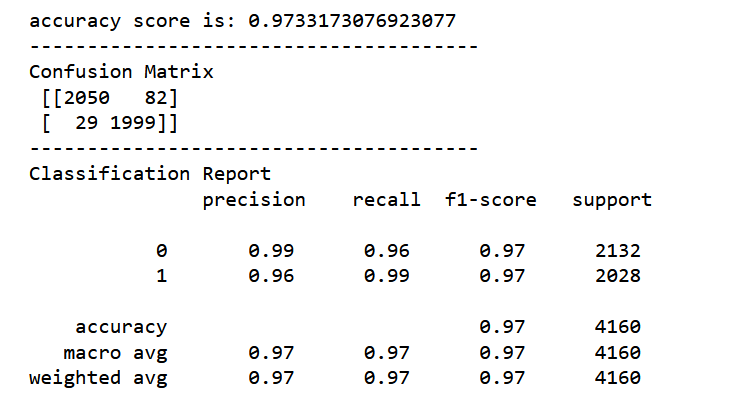 accuracy score is: 0.9733173076923077
---------------------------------------
Confusion Matrix
 [[2050   82]
 [  29 1999]]
---------------------------------------
Classification Report
               precision    recall  f1-score   support

           0       0.99      0.96      0.97      2132
           1       0.96      0.99      0.97      2028

    accuracy                           0.97      4160
   macro avg       0.97      0.97      0.97      4160
weighted avg       0.97      0.97      0.97      4160